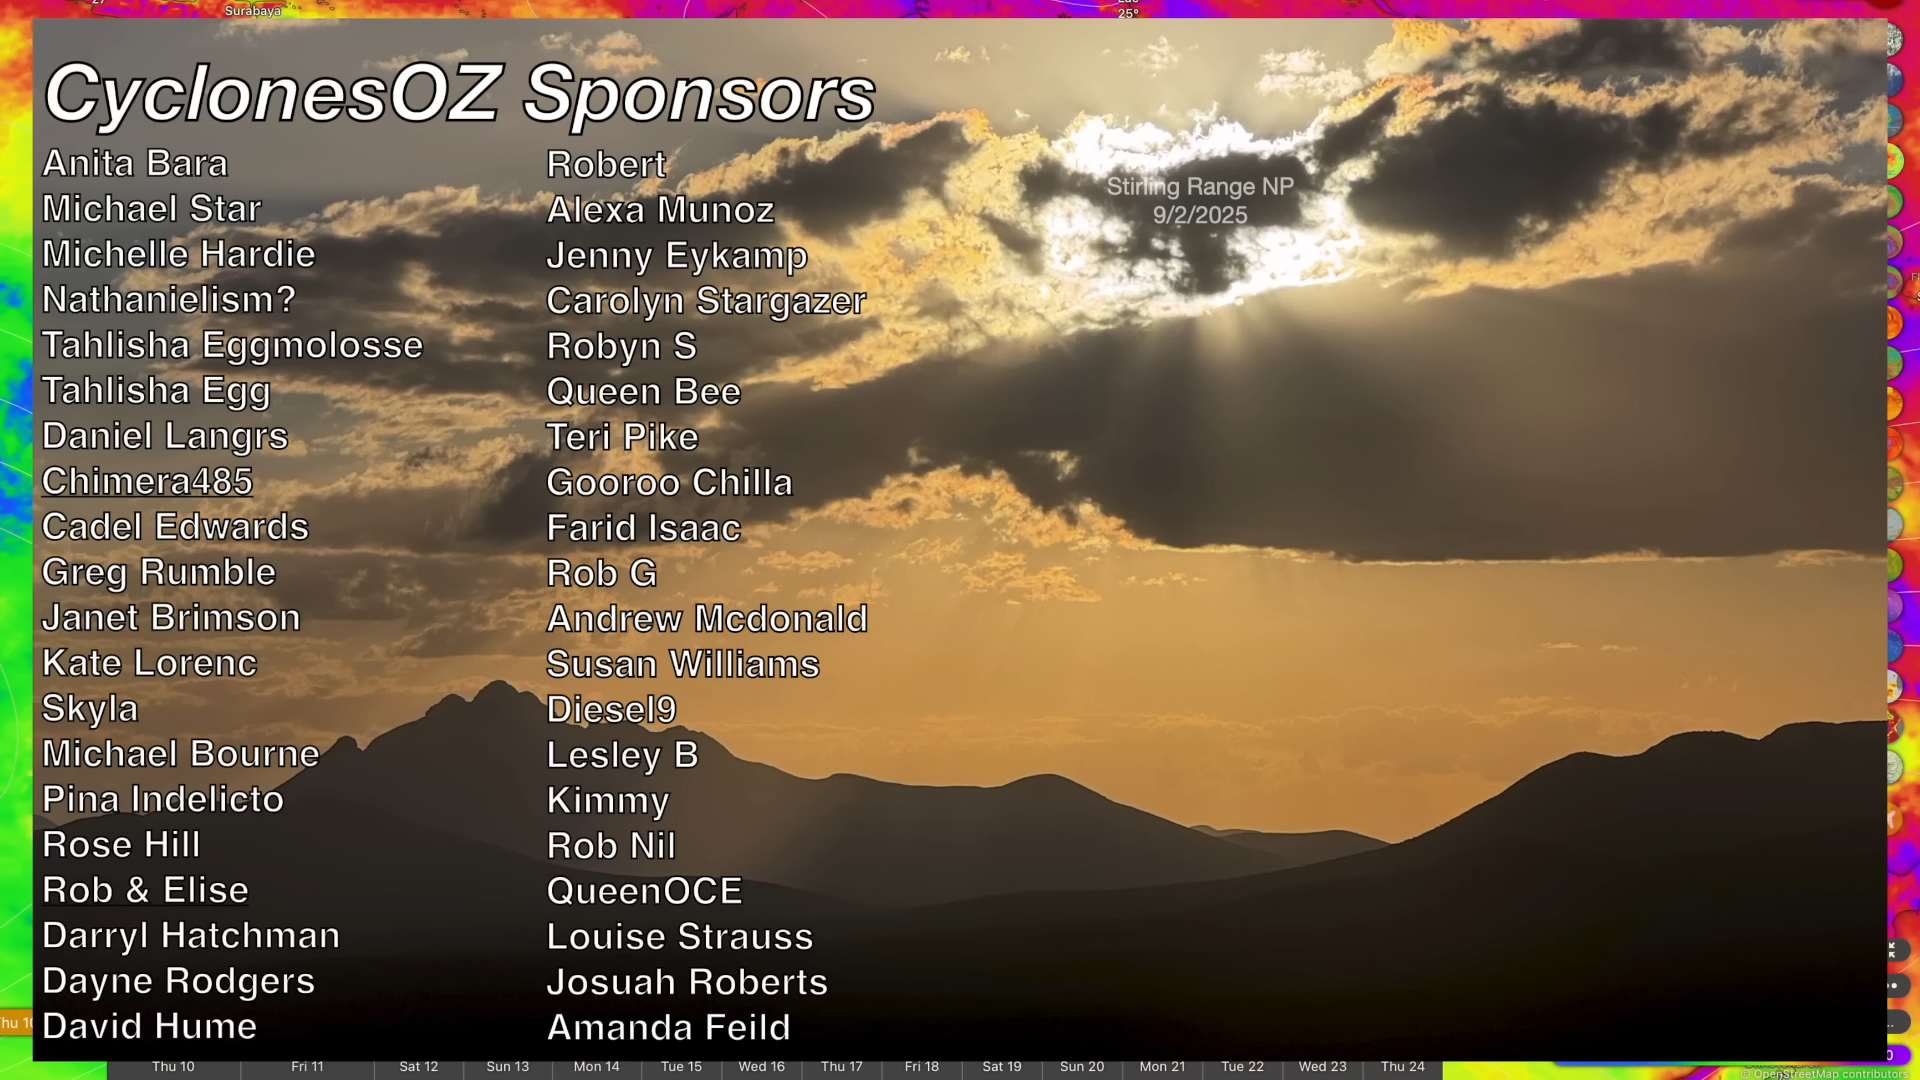 Surabaya
25°
CyclonesOZ Sponsors
Anita Bara
Michael Star
Michelle Hardie
Nathanielism?
Tahlisha Eggmolosse
Tahlisha Egg
Daniel Langrs
Chimera485
Cadel Edwards
Greg Rumble
Janet Brimson
Kate Lorenc
Skyla
Michael Bourne
Pina Indelicto
Rose Hill
Rob & Elise
Darryl Hatchman
Dayne Rodgers
David Hume
Robert
Alexa Munoz
Jenny Eykamp
Carolyn Stargazer
Robyn S
Queen Bee
Teri Pike
Gooroo Chilla
Farid Isaac
Rob G
Andrew Mcdonald
Susan Williams
Diesel9
Lesley B
Kimmy
Rob Nil
QueenOCE
Louise Strauss
Josuah Roberts
Amanda Feild
Stirling Range NP
9/2/2025
Thu 10 Fri 11 Sat 12 Sun 13 Mon 14 Tue 15 Wed 16 Thu 17 Fri 18 Sat 19 Sun 20 Mon 21 Tue 22 Wed 23 Thu 24
© OpenStreetMap contributors